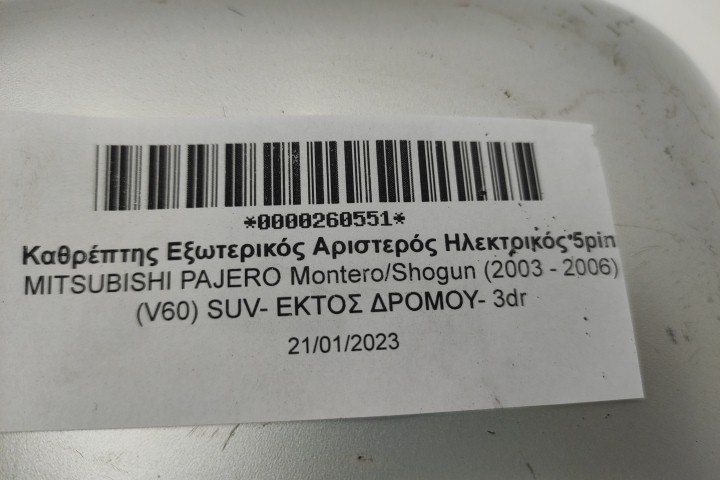 *0000260551*
Καθρέπτης Εξωτερικός Αριστερός Ηλεκτρικός 5pin
MITSUBISHI PAJERO Montero/Shogun (2003 - 2006)
(V60) SUV- ΕΚΤΟΣ ΔΡΟΜΟΥ- 3dr
21/01/2023